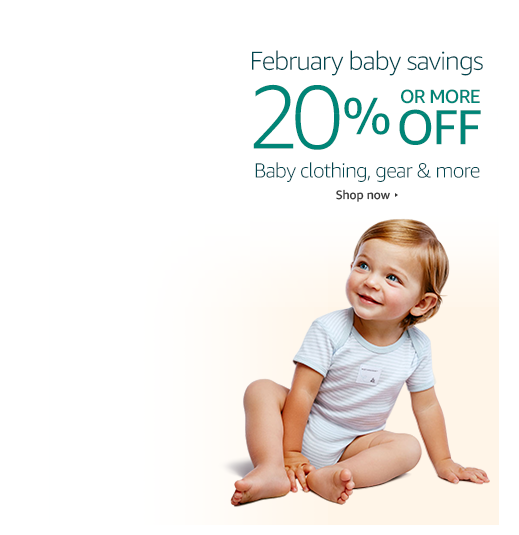 February baby savings
20% OR MORE OFF
Baby clothing, gear & more
Shop now ▸